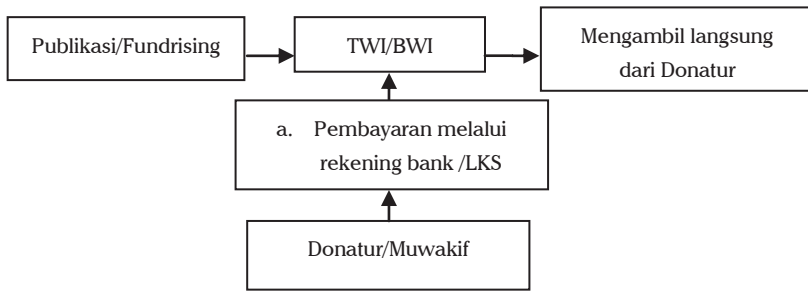 Publikasi/Fundrising
TWI/BWI
Mengambil langsung
dari Donatur
a. Pembayaran melalui
rekening bank /LKS
Donatur/Muwakif